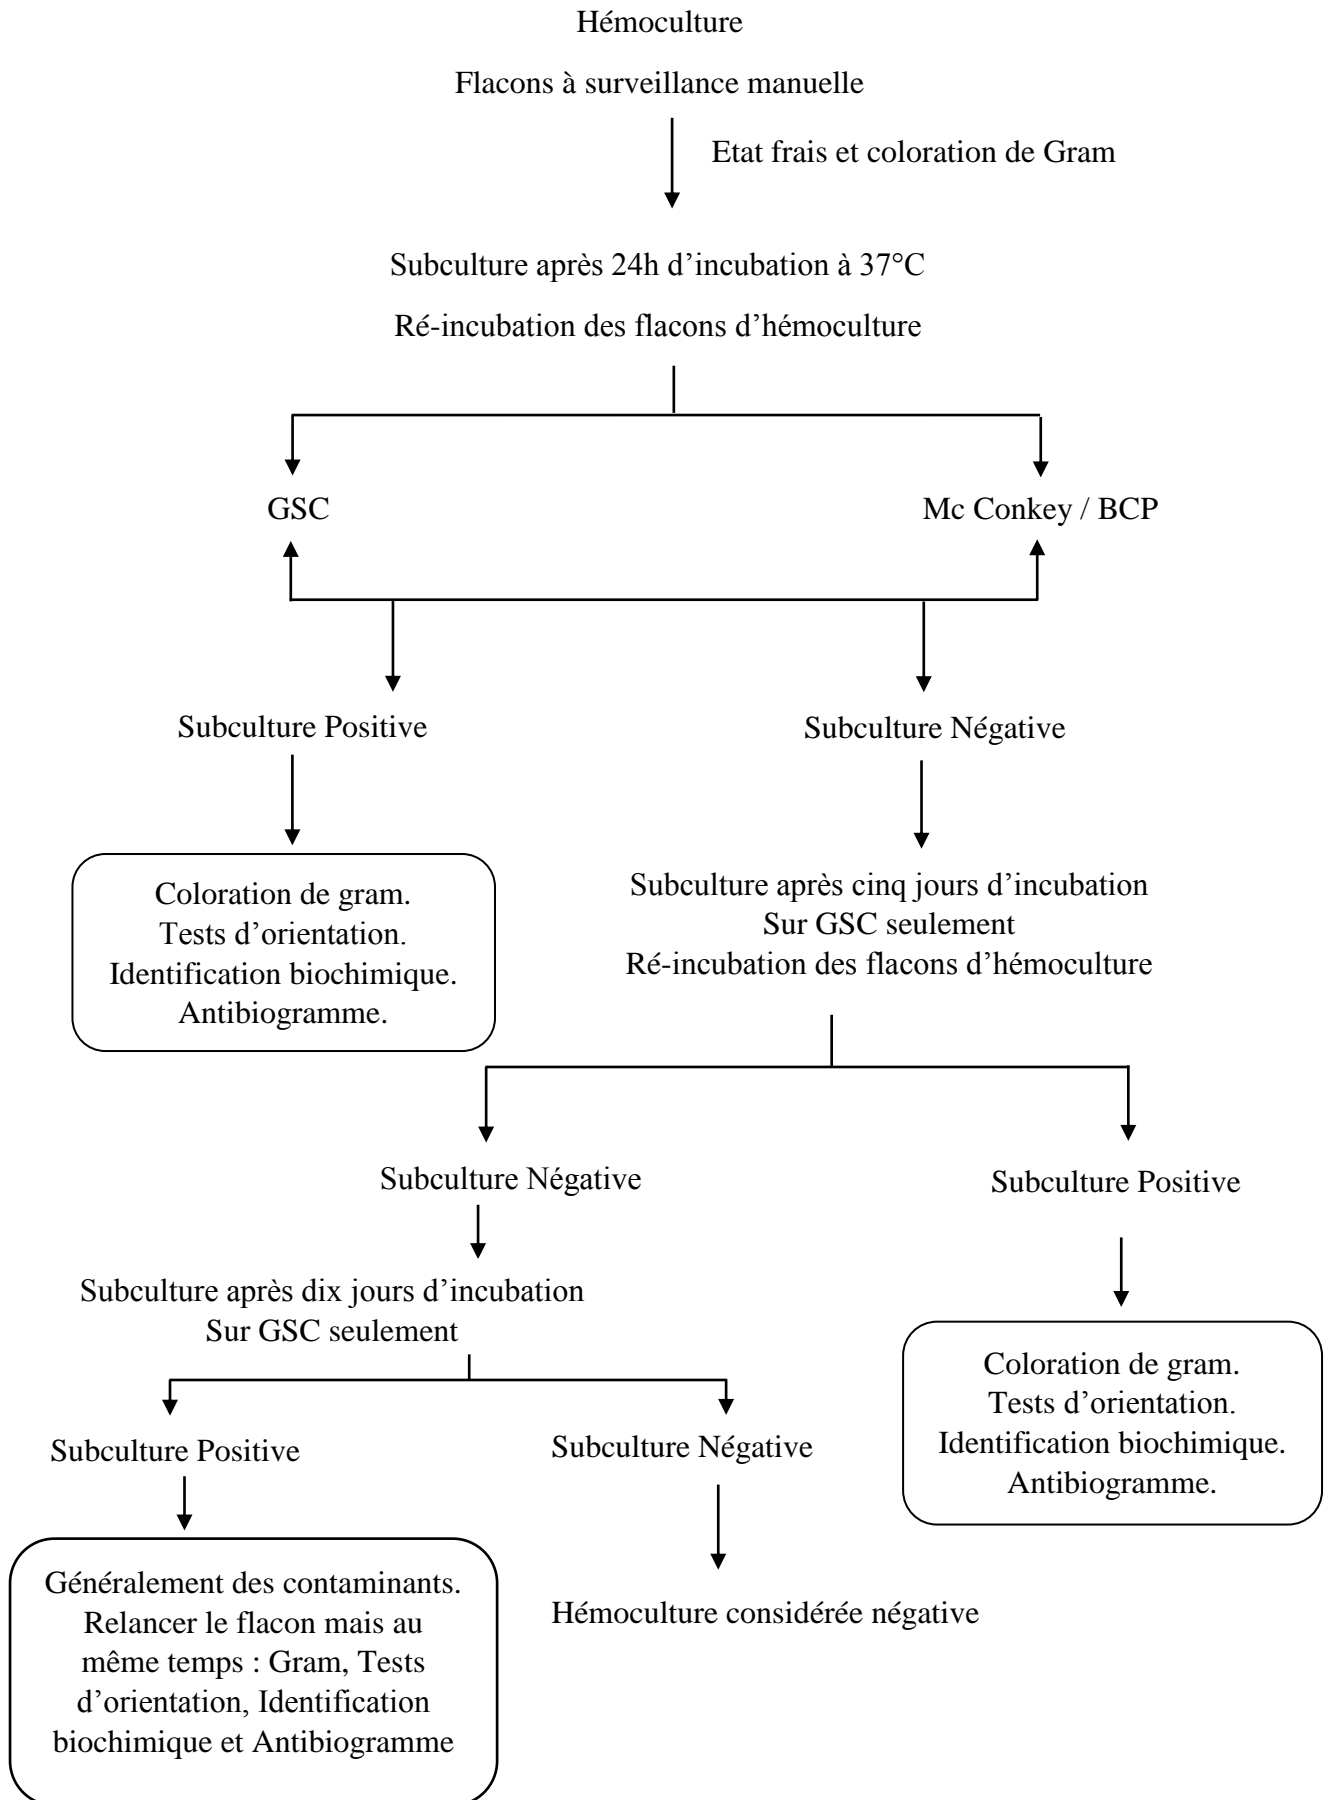 Hémoculture
Flacons à surveillance manuelle
Etat frais et coloration de Gram
Subculture après 24h d’incubation à 37°C
Ré-incubation des flacons d’hémoculture
GSC
Mc Conkey / BCP
Subculture Positive
Subculture Négative
Coloration de gram.
Tests d’orientation.
Identification biochimique.
Antibiogramme.
Subculture après cinq jours d’incubation
Sur GSC seulement
Ré-incubation des flacons d’hémoculture
Subculture Négative
Subculture Positive
Subculture après dix jours d’incubation
Sur GSC seulement
Coloration de gram.
Tests d’orientation.
Identification biochimique.
Antibiogramme.
Subculture Positive
Subculture Négative
Généralement des contaminants.
Relancer le flacon mais au
même temps : Gram, Tests
d’orientation, Identification
biochimique et Antibiogramme
Hémoculture considérée négative